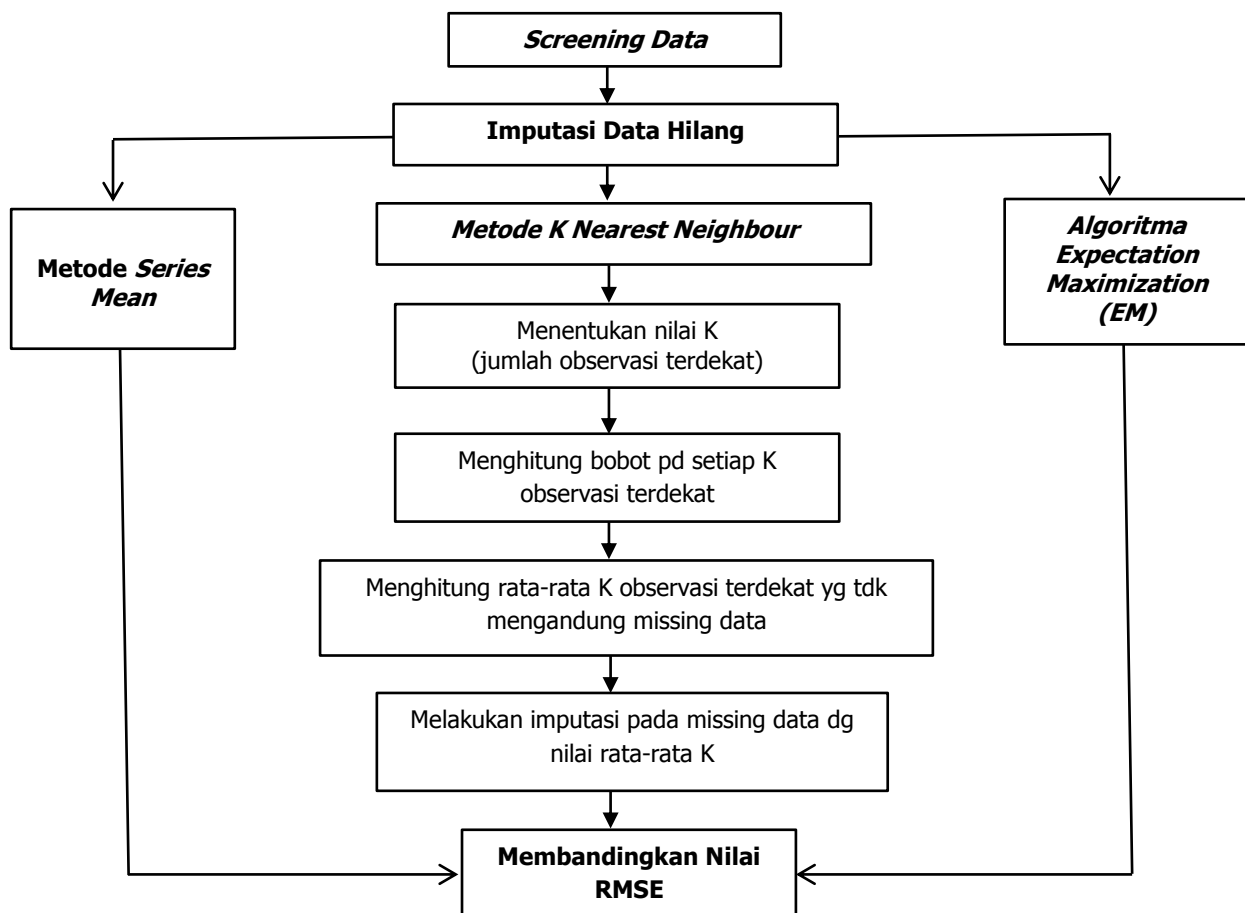 Screening Data
Imputasi Data Hilang
Metode Series
Mean
Metode K Nearest Neighbour
Algoritma
Expectation
Maximization
(EM)
Menentukan nilai K
(jumlah observasi terdekat)
Menghitung bobot pd setiap K
observasi terdekat
Menghitung rata-rata K observasi terdekat yg tdk
mengandung missing data
Melakukan imputasi pada missing data dg
nilai rata-rata K
Membandingkan Nilai
RMSE